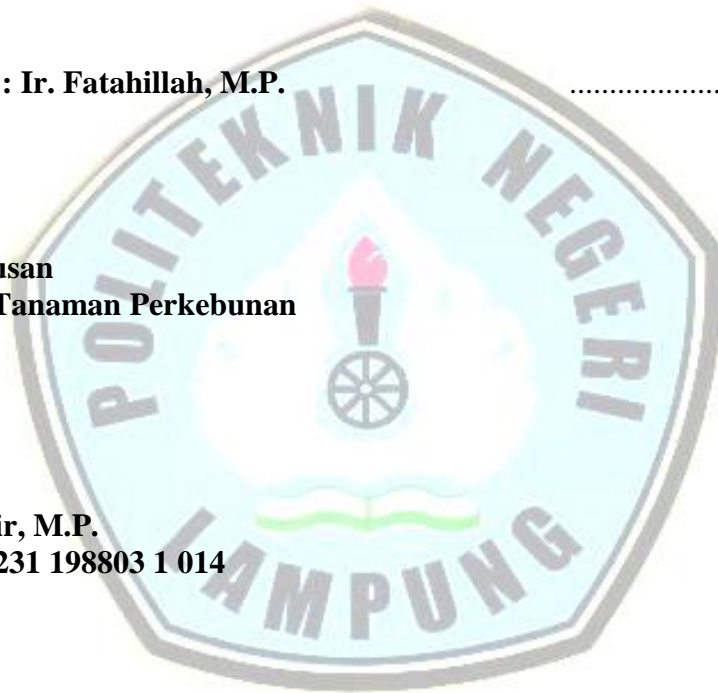 : Ir. Fatahillah, M.P. ...................
usan
Tanaman Perkebunan
ir, M.P.
231 198803 1 014
POLITEKNIK NEGERI
LAMPUNG